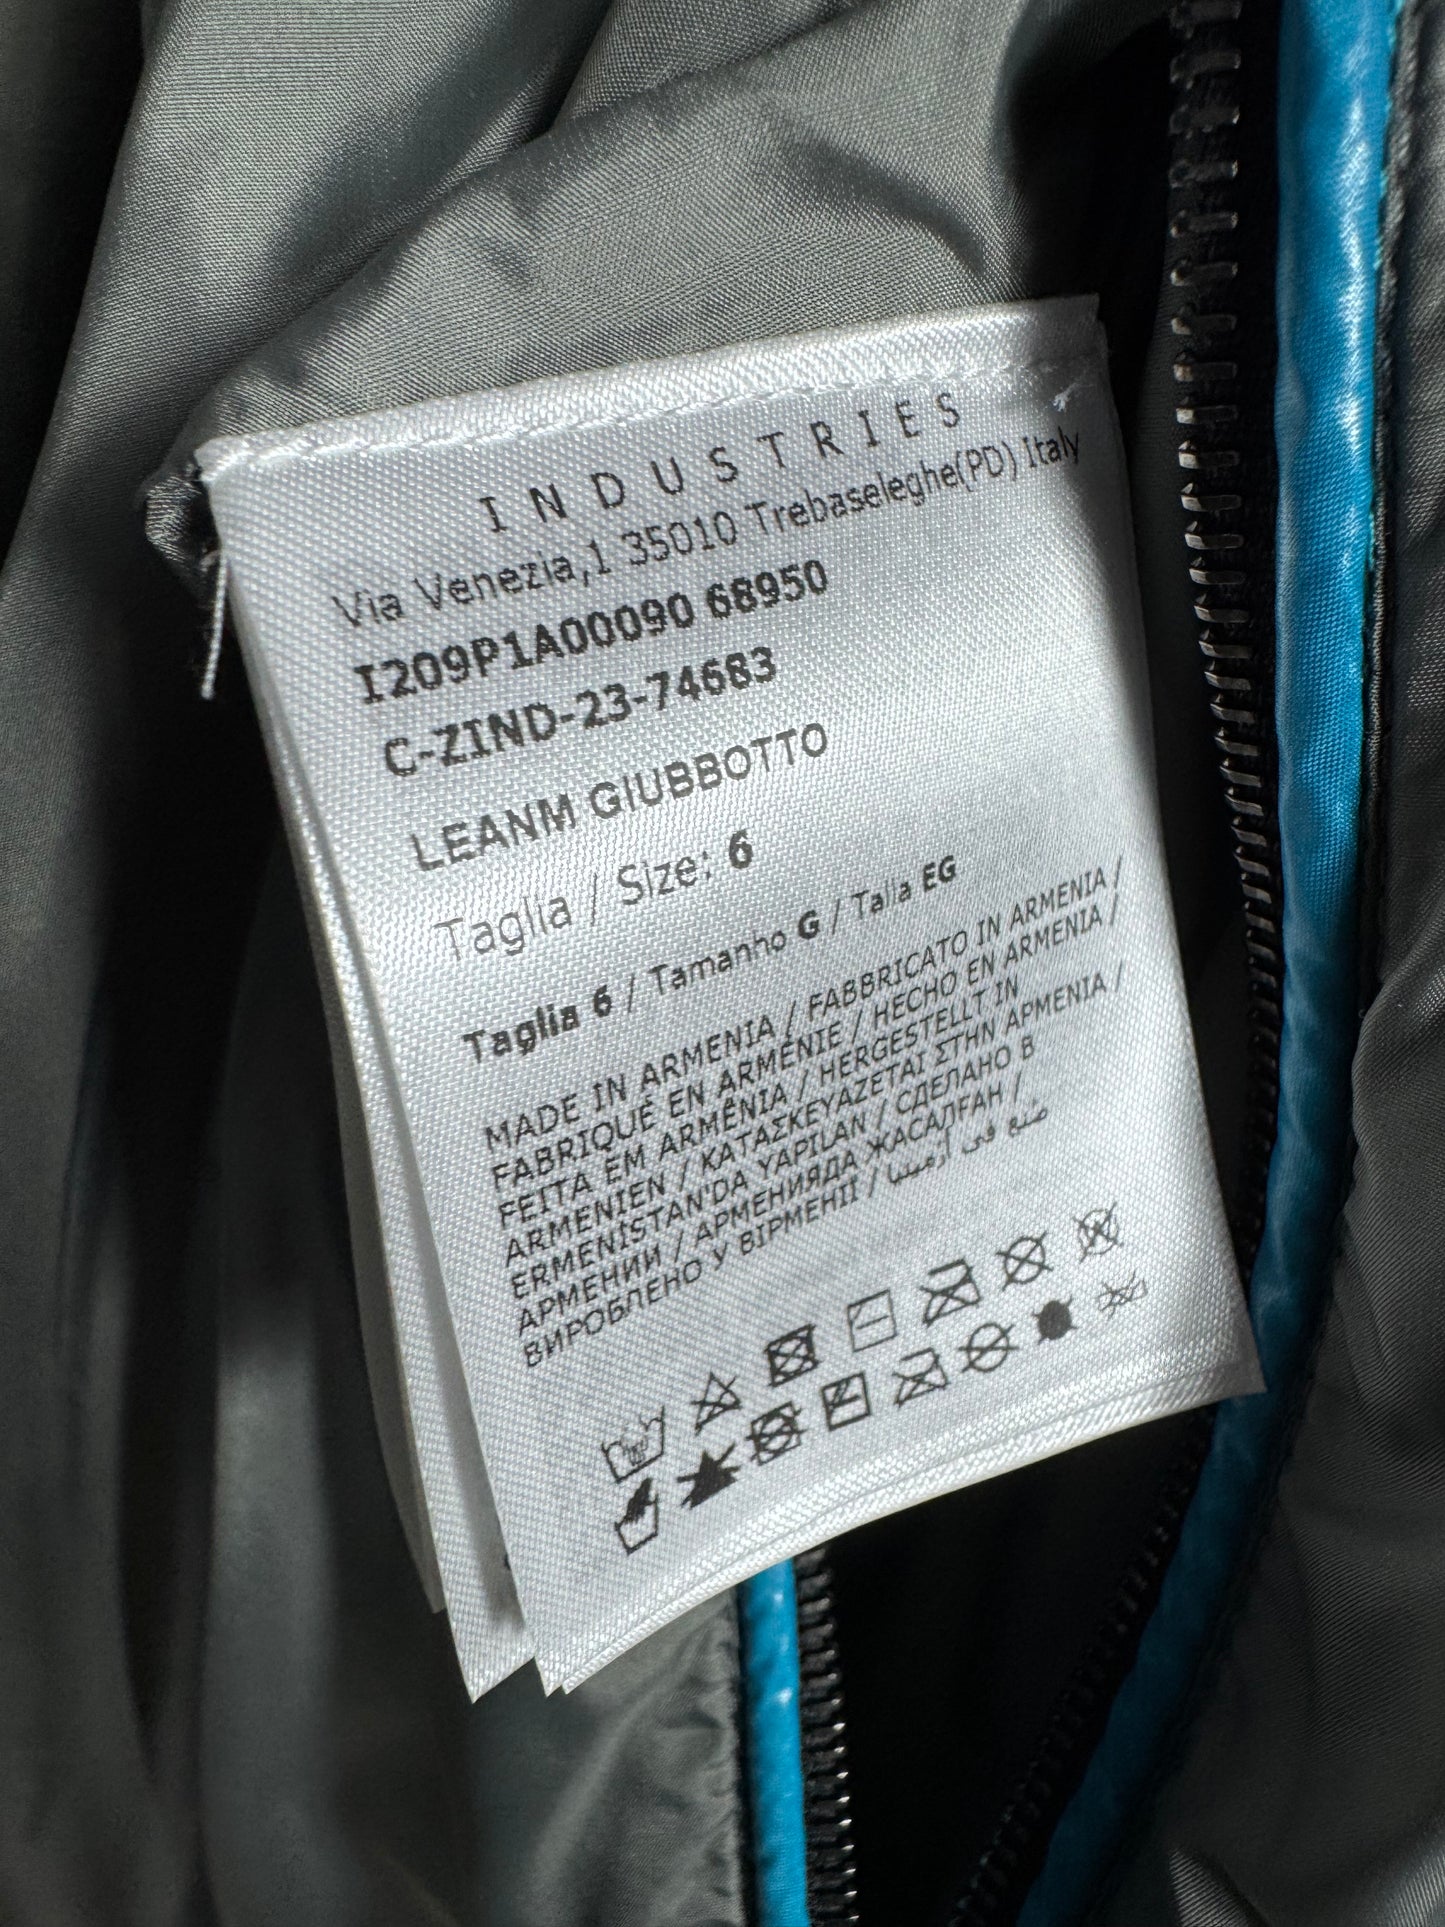 INDUSTRIES
Via Venezia,1 35010 Trebaseleghe(PD) Italy
I209P1A00090 68950
C-ZIND-23-74683
LEANM GIUBBOTTO
Taglia / Size: 6
Taglia 6 / Tamanho G / Talla EG
MADE IN ARMENIA / FABBRICATO IN ARMENIA /
FABRIQUÉ EN ARMÉNIE / HECHO EN ARMENIA /
FEITA EM ARMÊNIA / HERGESTELLT IN
ARMENIEN / ΚΑΤΑΣΚΕΥΑΖΕΤΑΙ ΣΤΗΝ ΑΡΜΕΝΙΑ /
ERMENİSTAN'DA YAPILAN / СДЕЛАНО В
АРМЕНИИ / АРМЕНИЯДА ЖАСАЛҒАН /
ВИРОБЛЕНО У ВІРМЕНІЇ / صنع في أرمينيا